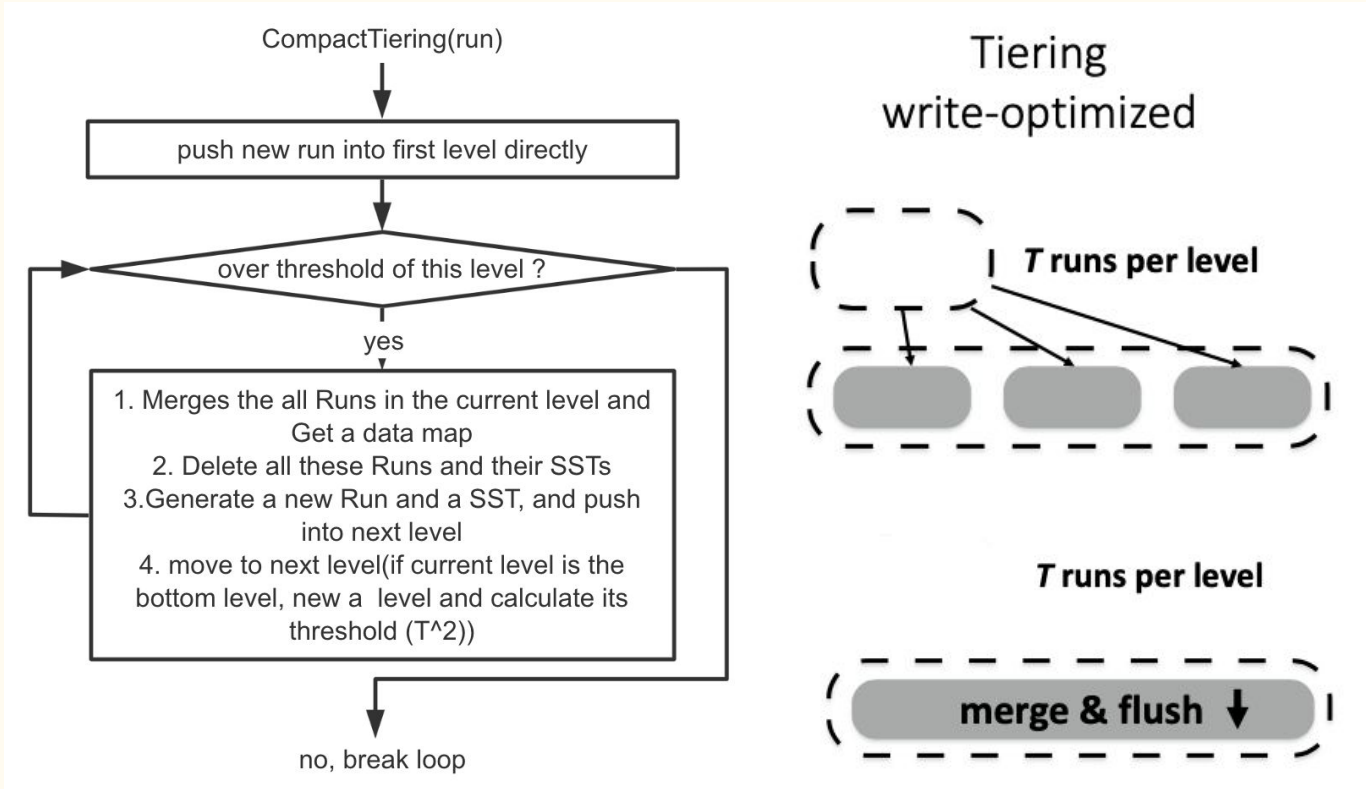 CompactTiering(run)
push new run into first level directly
over threshold of this level ?
yes
1. Merges the all Runs in the current level and
Get a data map
2. Delete all these Runs and their SSTs
3.Generate a new Run and a SST, and push
into next level
4. move to next level(if current level is the
bottom level, new a  level and calculate its
threshold (T^2))
no, break loop
Tiering
write-optimized
T runs per level
T runs per level
merge & flush